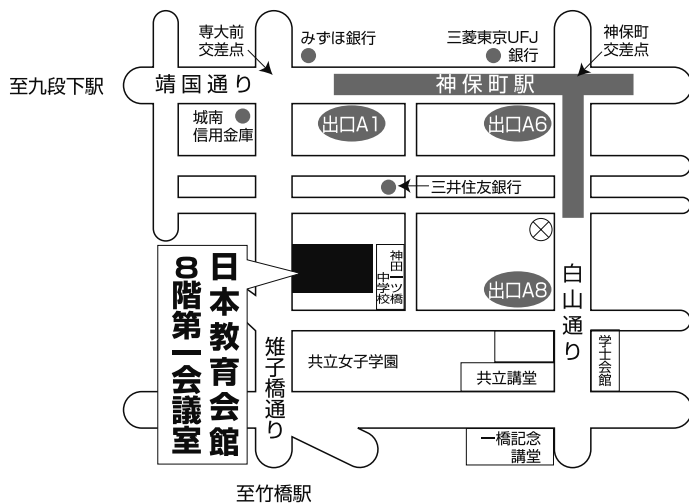 専大前
交差点
みずほ銀行
三菱東京UFJ
銀行
神保町
交差点
至九段下駅
靖国通り
神保町駅
城南
信用金庫
出口A1
出口A6
三井住友銀行
日本教育会館
8階第一会議室
神田一ツ橋
中学校
出口A8
白山通り
雉子橋通り
共立女子学園
共立講堂
学士会館
一橋記念
講堂
至竹橋駅